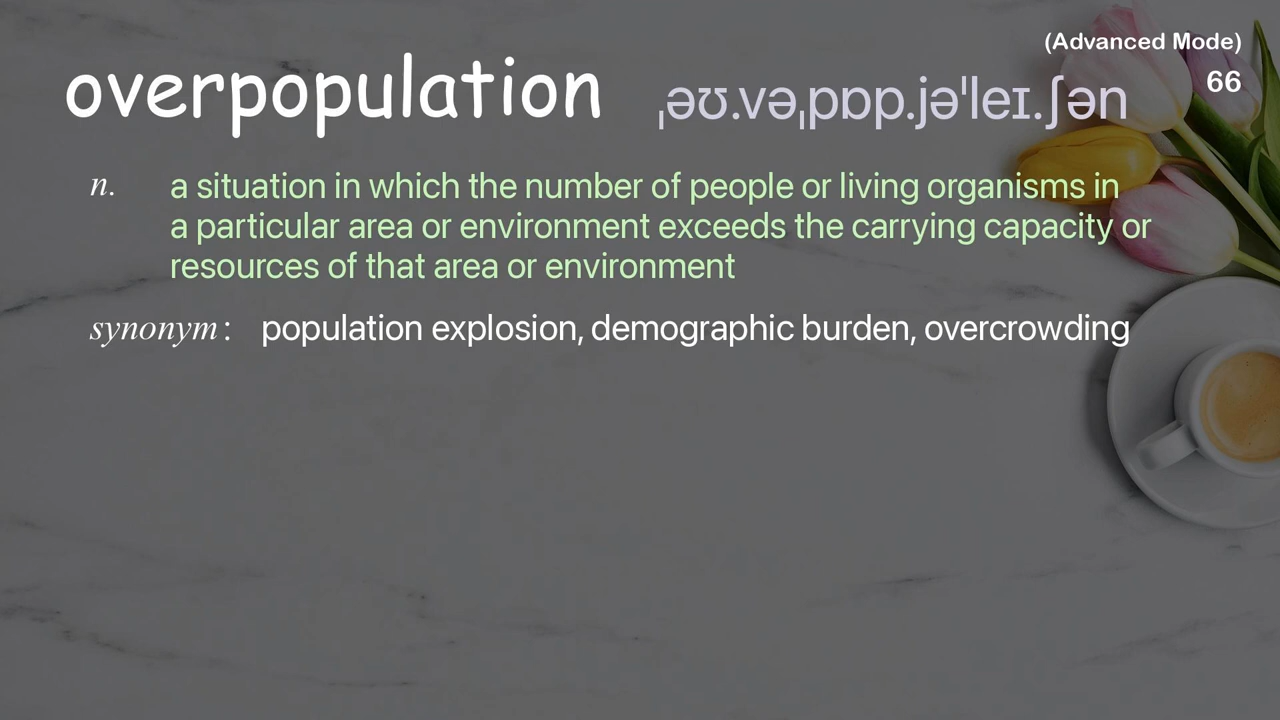 (Advanced Mode)
overpopulation ˌəʊ.vəˌpɒp.jəˈleɪ.ʃən 66
n. a situation in which the number of people or living organisms in
a particular area or environment exceeds the carrying capacity or
resources of that area or environment
synonym: population explosion, demographic burden, overcrowding